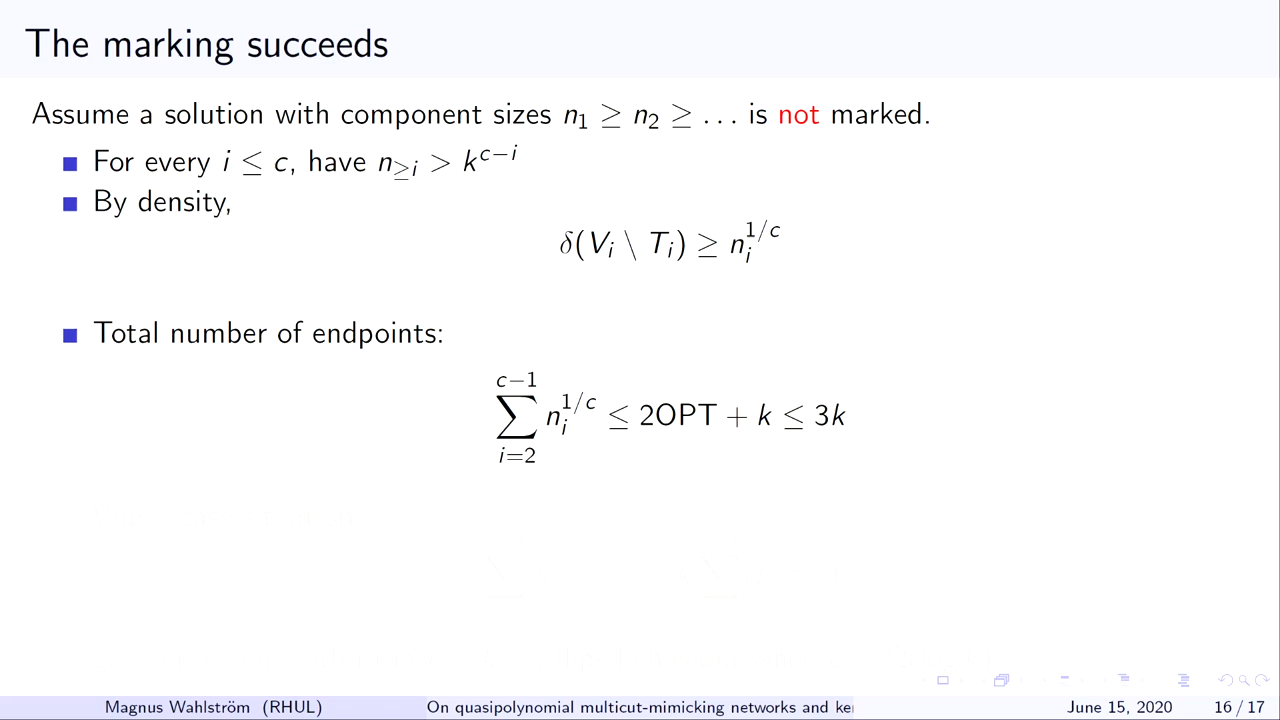 The marking succeeds
Assume a solution with component sizes n₁ ≥ n₂ ≥ … is not marked.
For every i ≤ c, have n_{≥i} > k^{c−i}
By density,
δ(V_i \ T_i) ≥ n_i^{1/c}
Total number of endpoints:
∑_{i=2}^{c−1} n_i^{1/c} ≤ 2OPT + k ≤ 3k
Magnus Wahlström (RHUL) On quasipolynomial multicut-mimicking networks and ke June 15, 2020 16 / 17